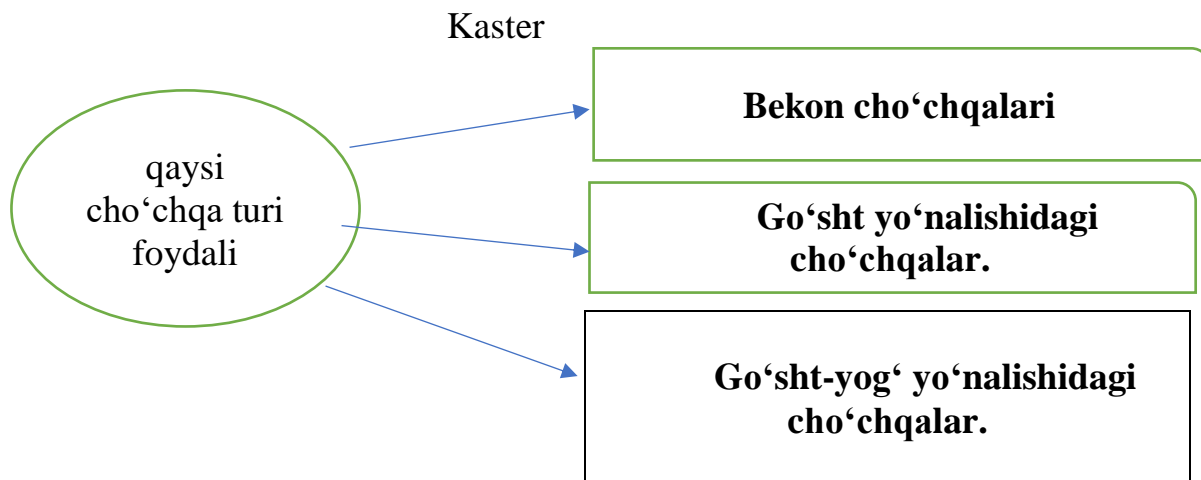 Kaster
qaysi
cho‘chqa turi
foydali
Bekon cho‘chqalari
Go‘sht yo‘nalishidagi
cho‘chqalar.
Go‘sht-yog‘ yo‘nalishidagi
cho‘chqalar.